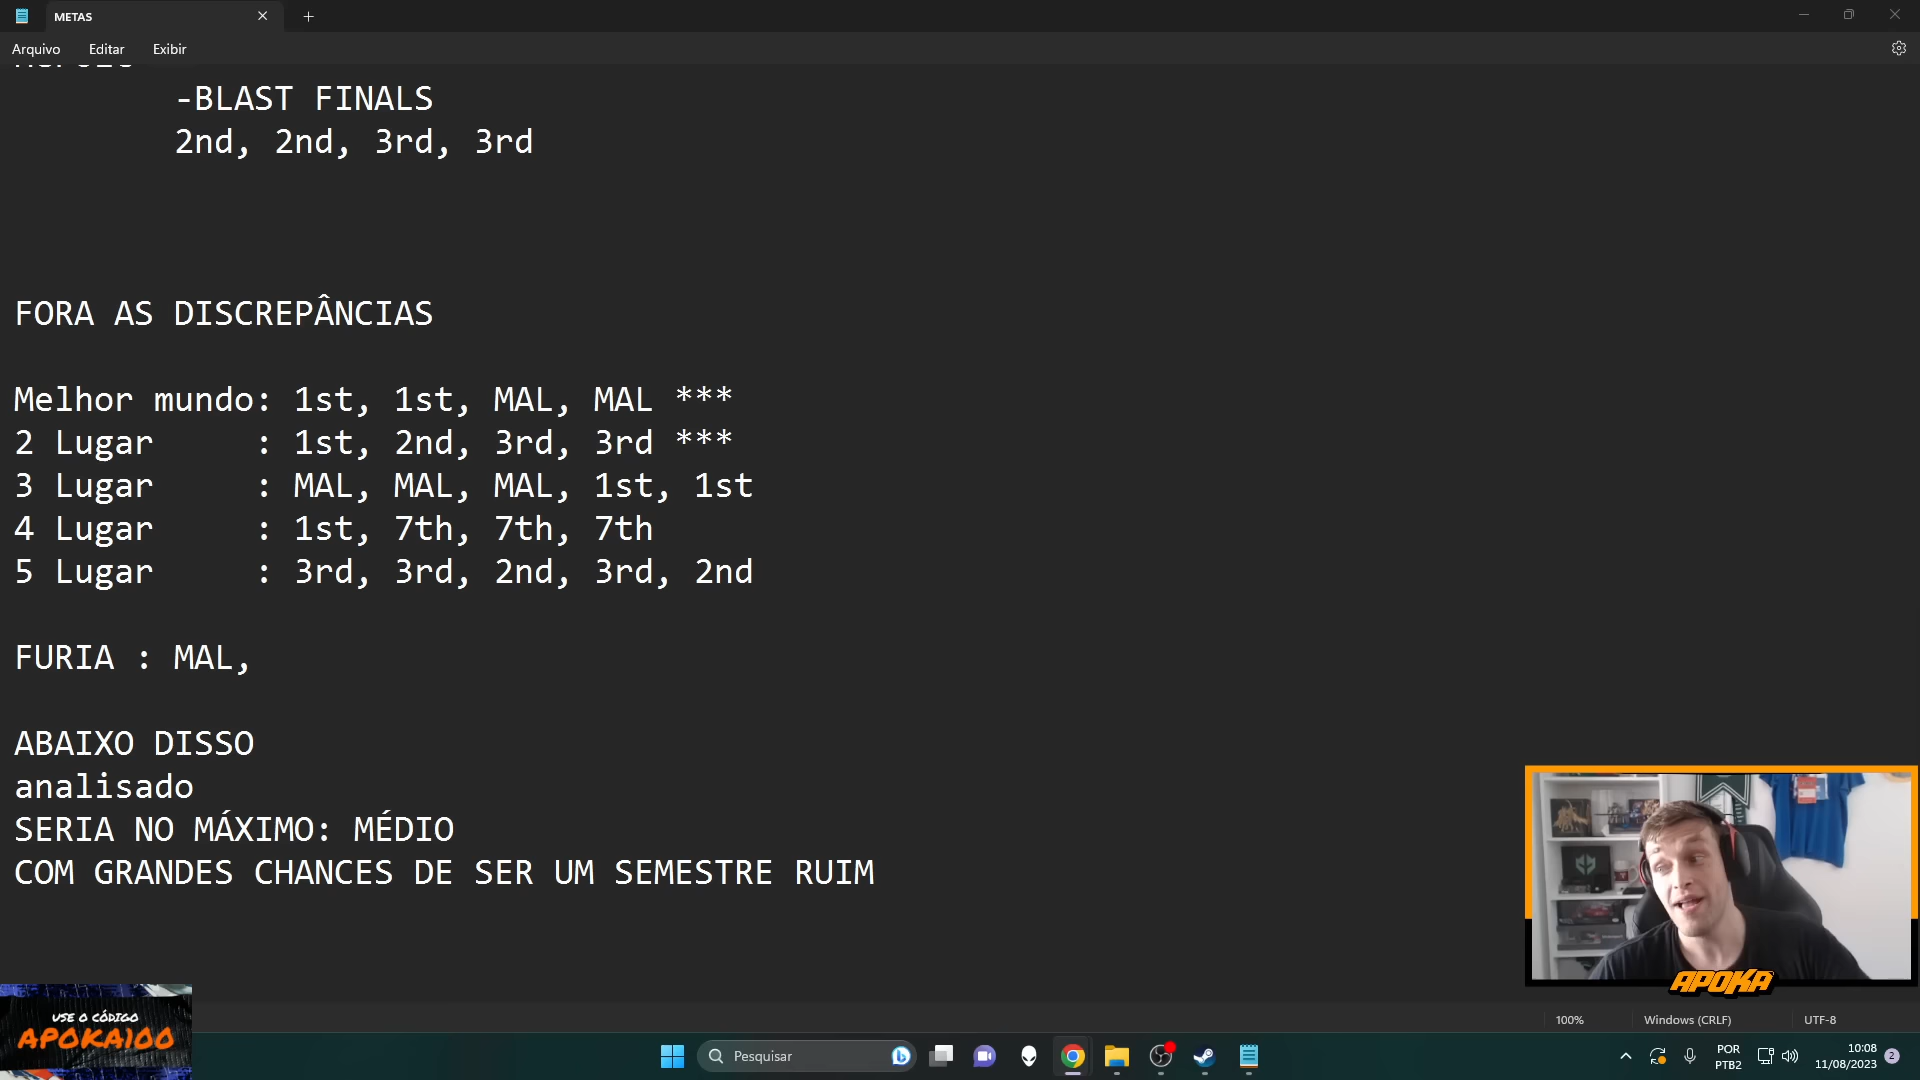 METAS
Arquivo Editar Exibir
-BLAST FINALS
2nd, 2nd, 3rd, 3rd
FORA AS DISCREPÂNCIAS
Melhor mundo: 1st, 1st, MAL, MAL ***
2 Lugar : 1st, 2nd, 3rd, 3rd ***
3 Lugar : MAL, MAL, MAL, 1st, 1st
4 Lugar : 1st, 7th, 7th, 7th
5 Lugar : 3rd, 3rd, 2nd, 3rd, 2nd
FURIA : MAL,
ABAIXO DISSO
analisado
SERIA NO MÁXIMO: MÉDIO
COM GRANDES CHANCES DE SER UM SEMESTRE RUIM
APOKA
USE O CÓDIGO
APOKA100
100% Windows (CRLF) UTF-8
Pesquisar
POR
PTB2
10:08
11/08/2023
2